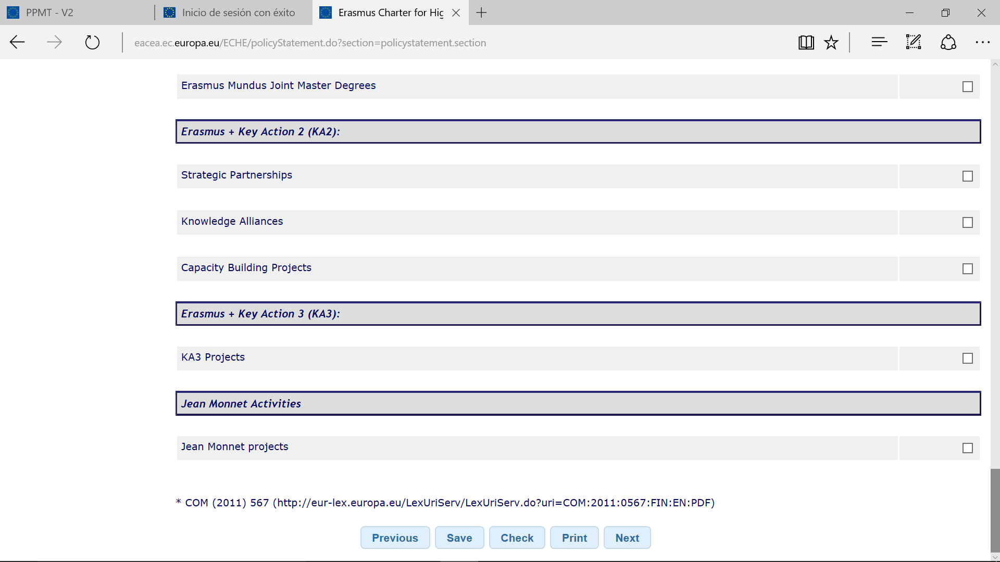 PPMT - V2
Inicio de sesión con éxito
Erasmus Charter for Hig
eacea.ec.europa.eu/ECHE/policyStatement.do?section=policystatement.section
Erasmus Mundus Joint Master Degrees
Erasmus + Key Action 2 (KA2):
Strategic Partnerships
Knowledge Alliances
Capacity Building Projects
Erasmus + Key Action 3 (KA3):
KA3 Projects
Jean Monnet Activities
Jean Monnet projects
* COM (2011) 567 (http://eur-lex.europa.eu/LexUriServ/LexUriServ.do?uri=COM:2011:0567:FIN:EN:PDF)
Previous Save Check Print Next